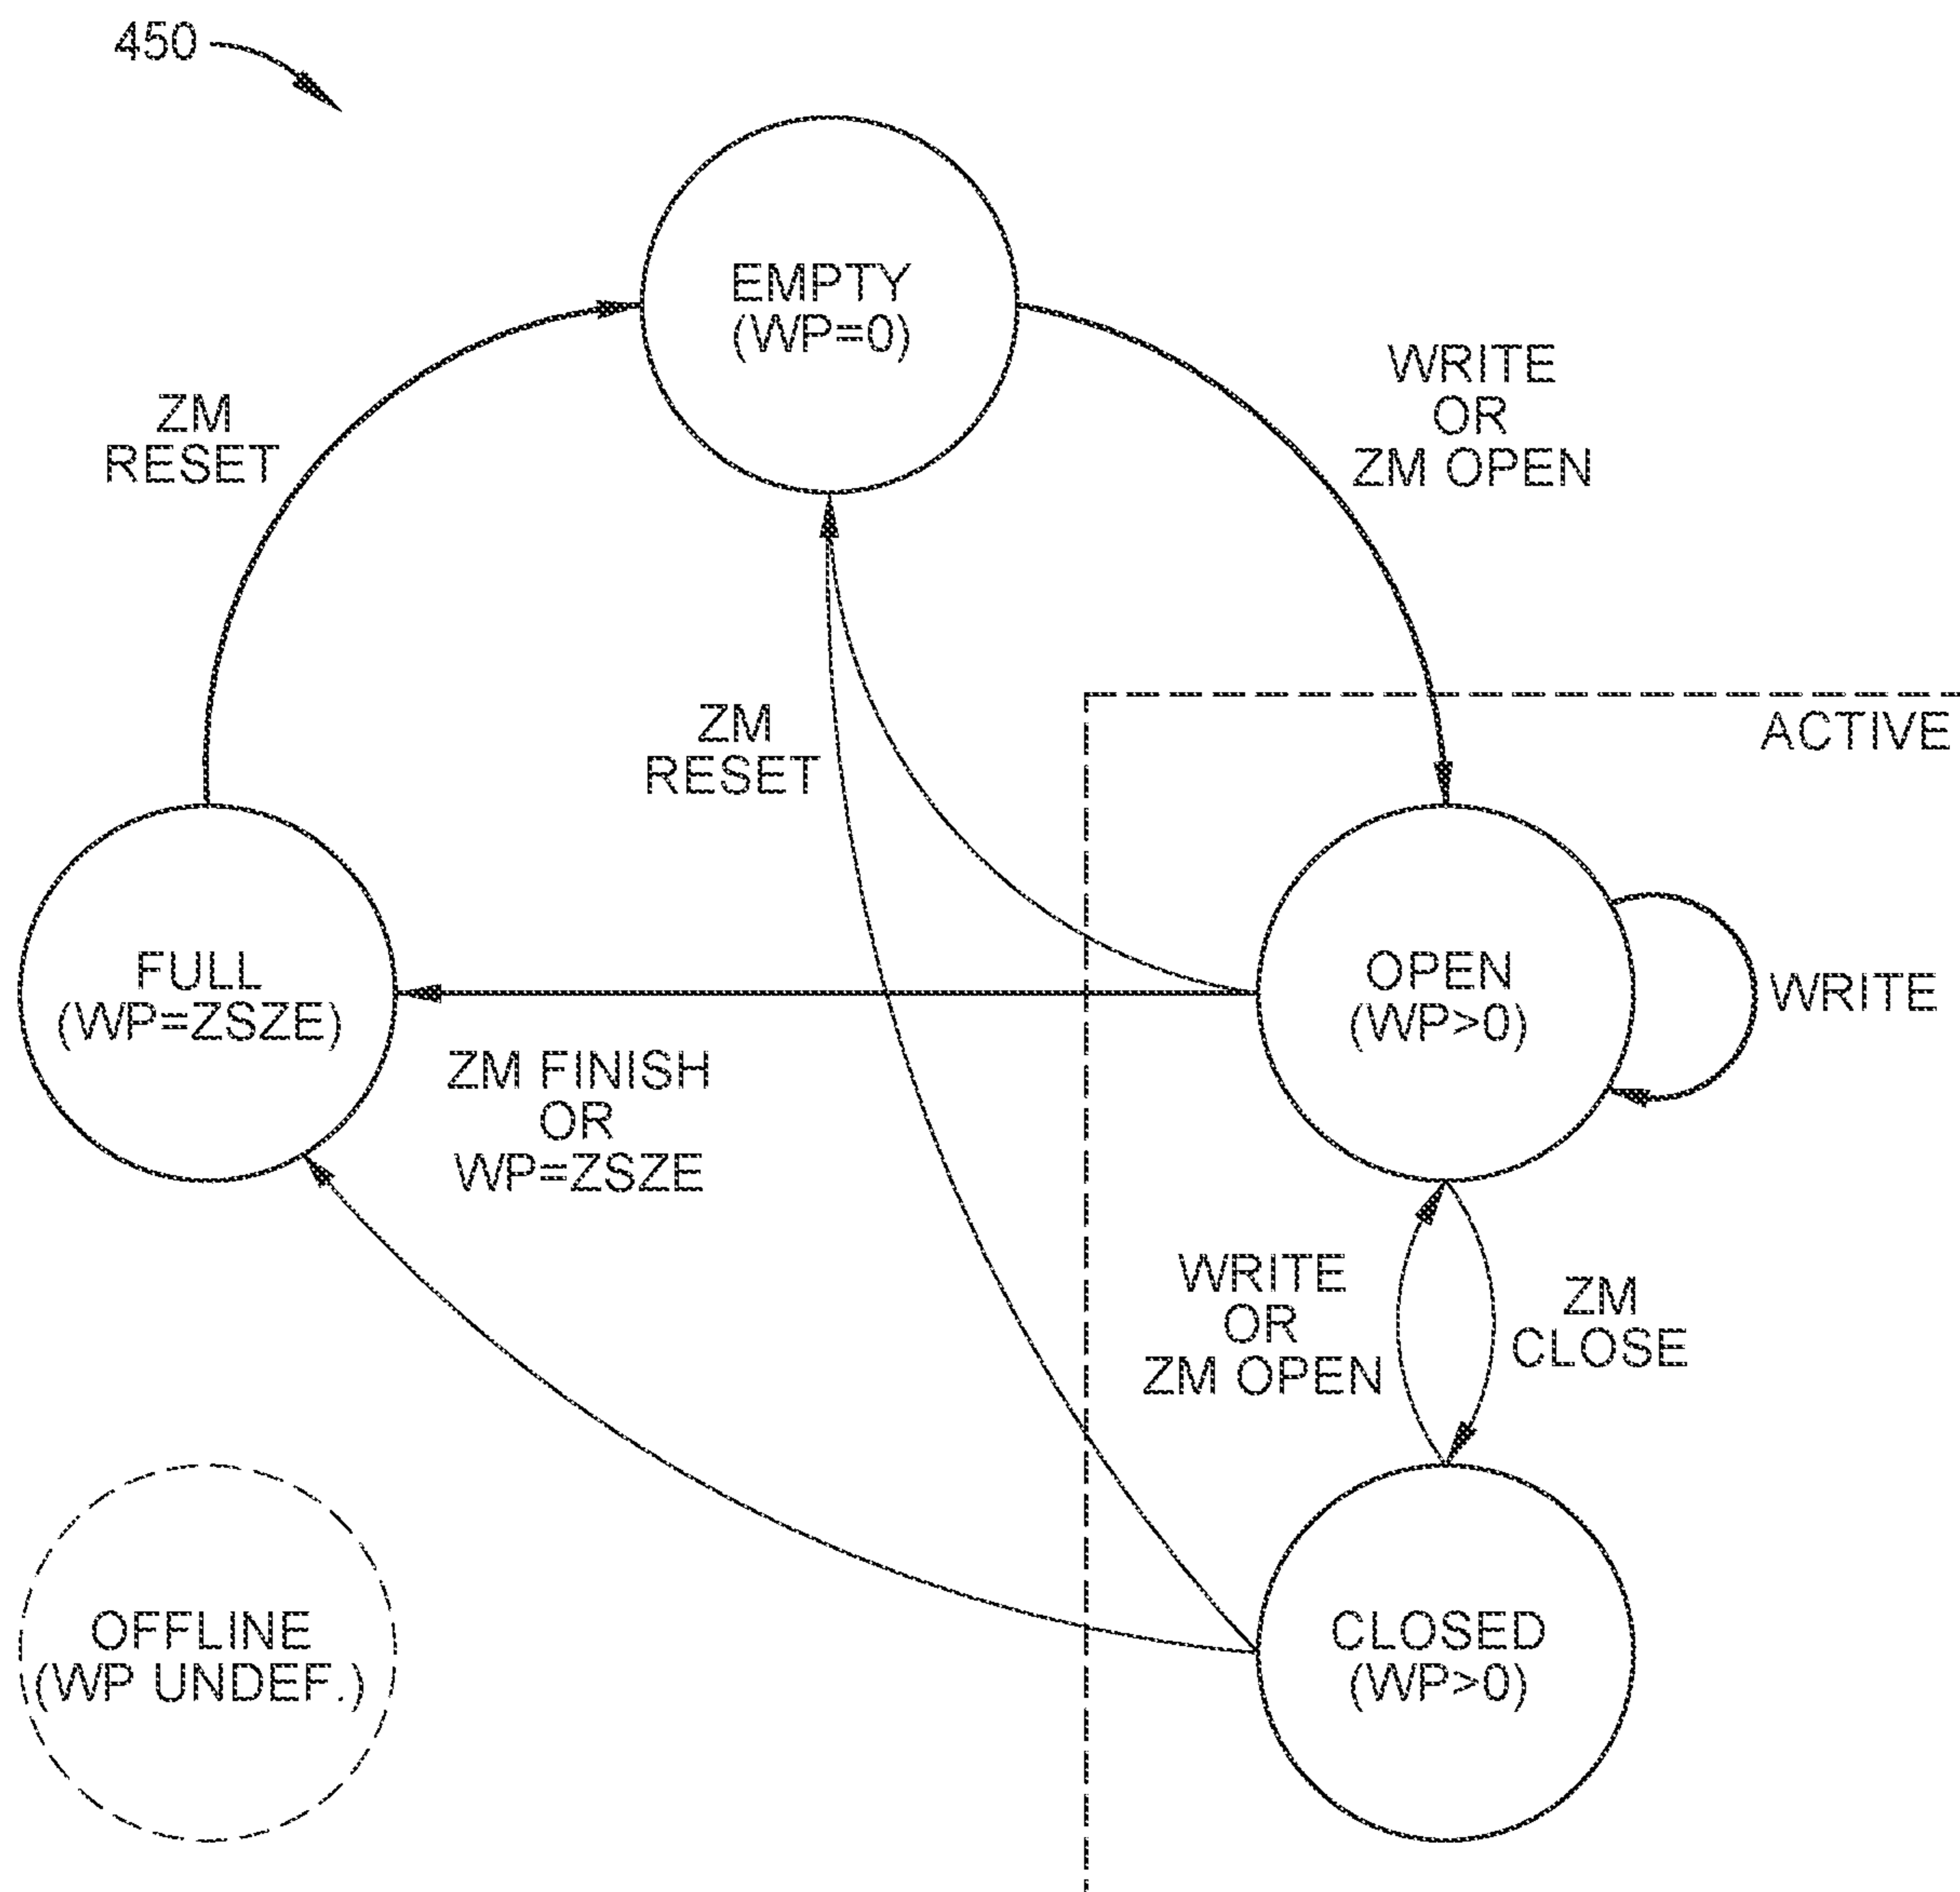 450
EMPTY
(WP=0)
WRITE
OR
ZM OPEN
ZM
RESET
ZM
RESET
ACTIVE
FULL
(WP=ZSZE)
OPEN
(WP>0)
WRITE
ZM FINISH
OR
WP=ZSZE
WRITE
OR
ZM OPEN
ZM
CLOSE
OFFLINE
(WP UNDEF.)
CLOSED
(WP>0)